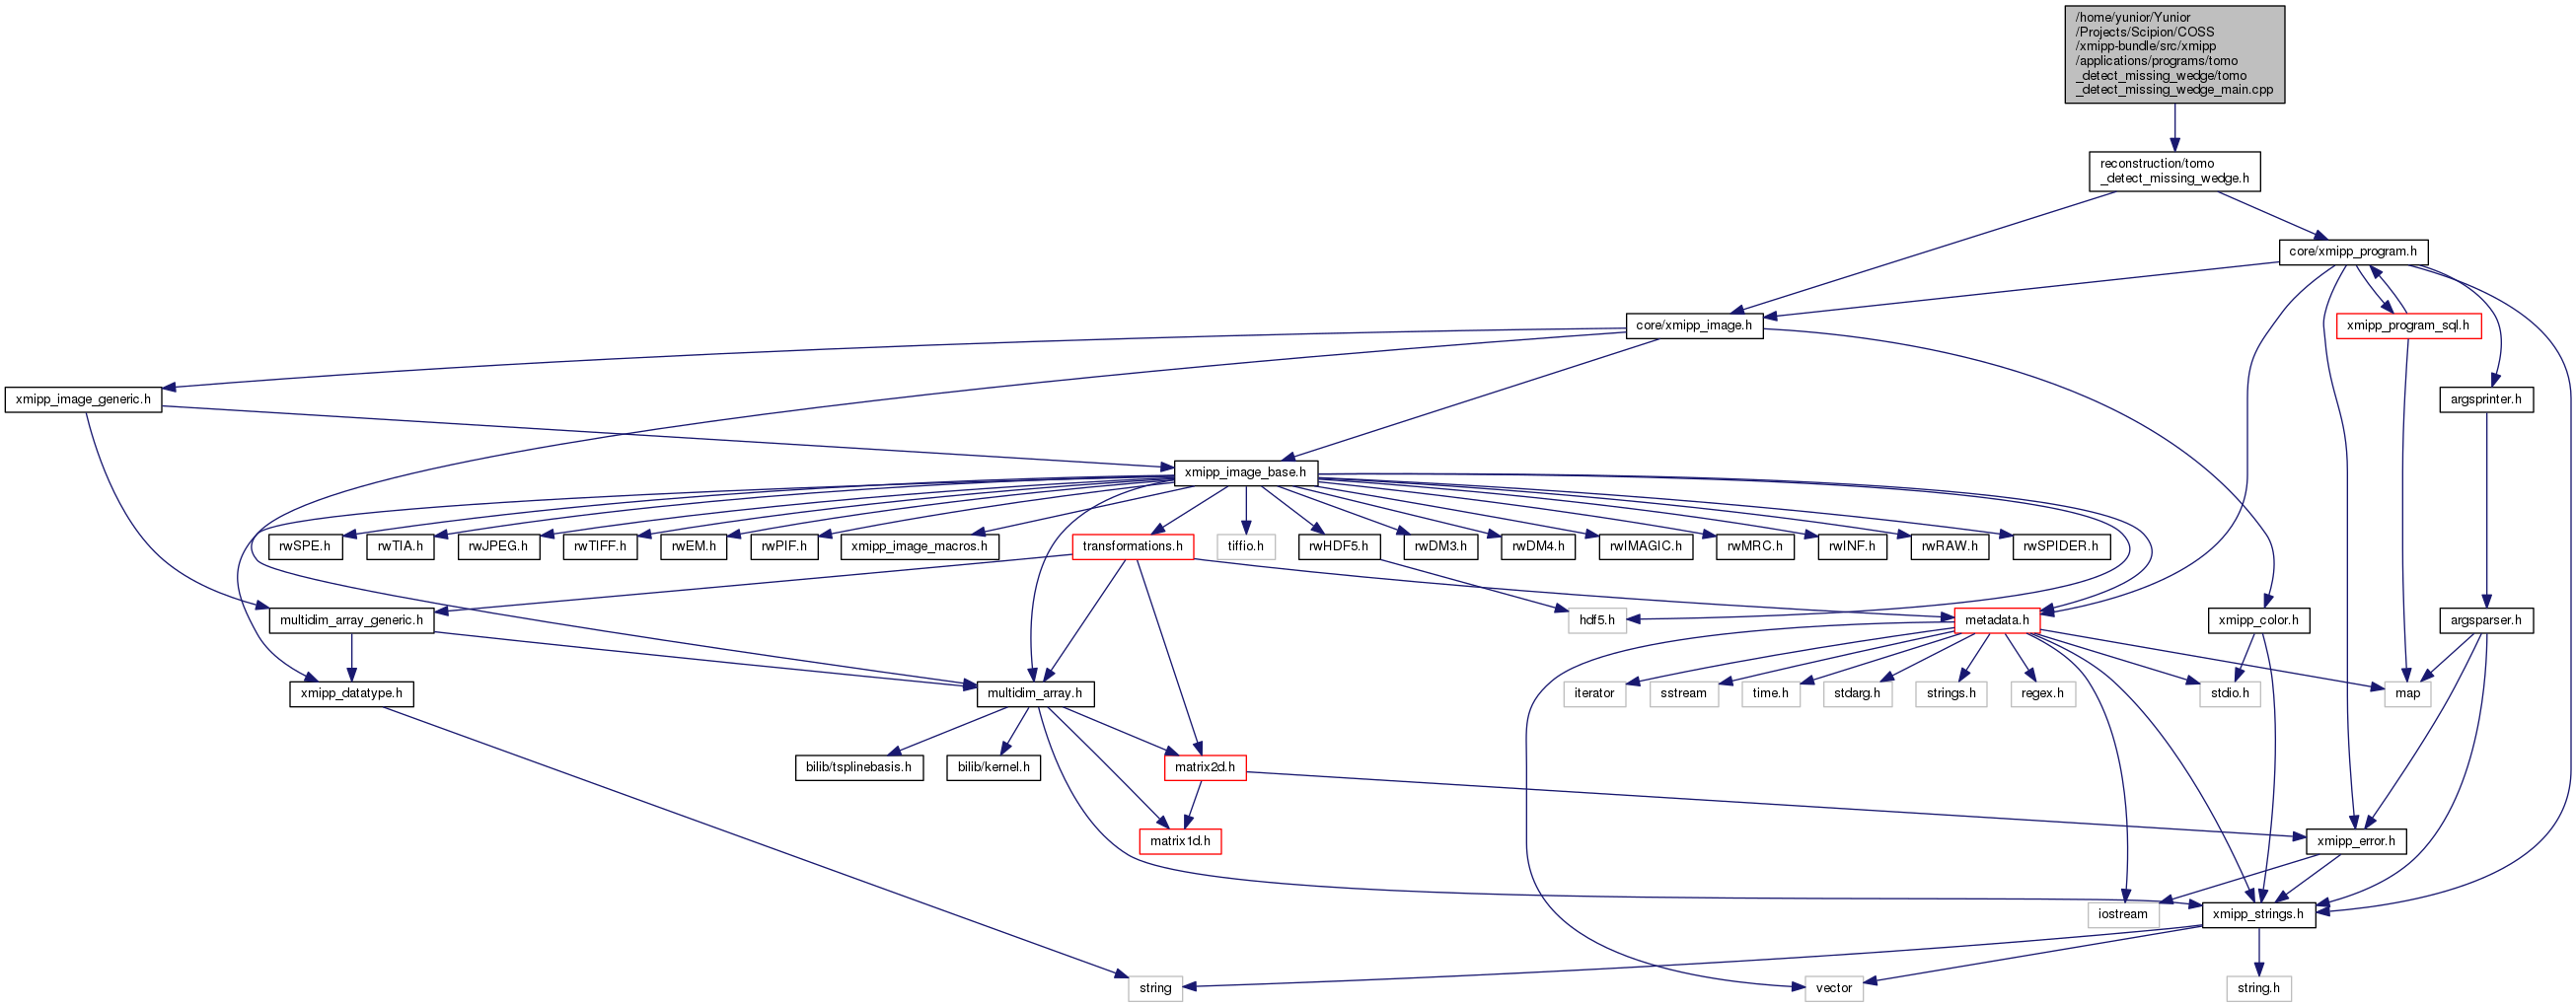 /home/yunior/Yunior
/Projects/Scipion/COSS
/xmipp-bundle/src/xmipp
/applications/programs/tomo
_detect_missing_wedge/tomo
_detect_missing_wedge_main.cpp
reconstruction/tomo
_detect_missing_wedge.h
core/xmipp_program.h
core/xmipp_image.h
xmipp_program_sql.h
xmipp_image_generic.h
argsprinter.h
xmipp_image_base.h
rwSPE.h
rwTIA.h
rwJPEG.h
rwTIFF.h
rwEM.h
rwPIF.h
xmipp_image_macros.h
transformations.h
tiffio.h
rwHDF5.h
rwDM3.h
rwDM4.h
rwIMAGIC.h
rwMRC.h
rwINF.h
rwRAW.h
rwSPIDER.h
multidim_array_generic.h
hdf5.h
metadata.h
xmipp_color.h
argsparser.h
xmipp_datatype.h
multidim_array.h
iterator
sstream
time.h
stdarg.h
strings.h
regex.h
stdio.h
map
bilib/tsplinebasis.h
bilib/kernel.h
matrix2d.h
matrix1d.h
xmipp_error.h
iostream
xmipp_strings.h
string
vector
string.h